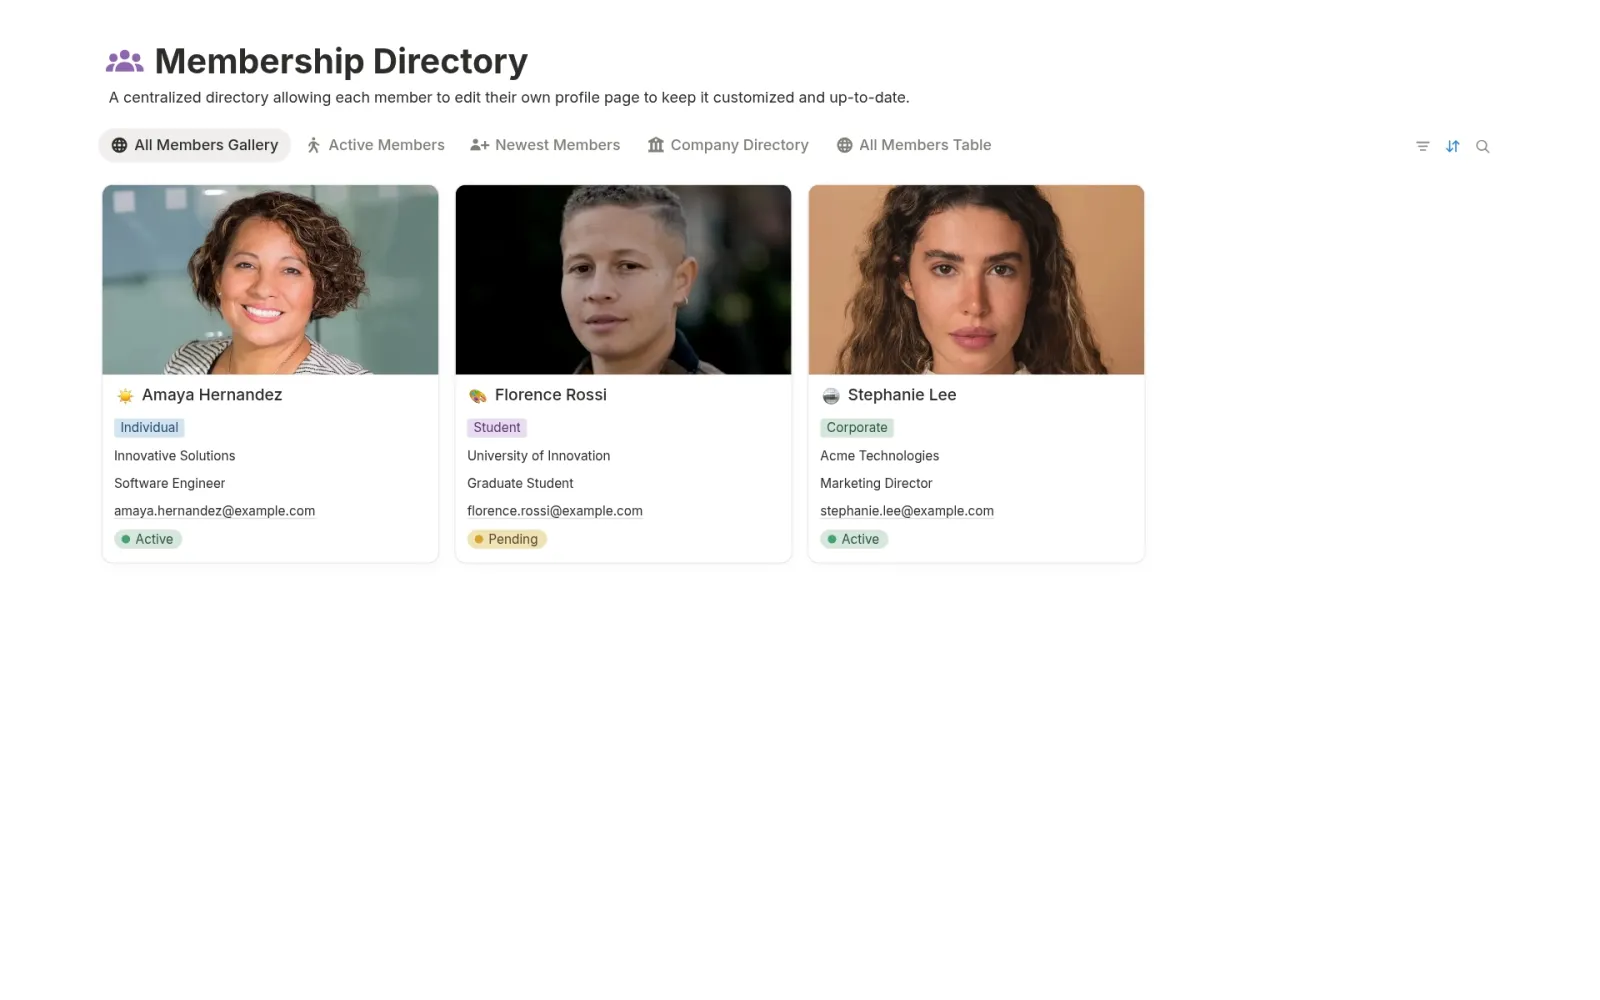 Membership Directory
A centralized directory allowing each member to edit their own profile page to keep it customized and up-to-date.
All Members Gallery Active Members Newest Members Company Directory All Members Table
Amaya Hernandez
Individual
Innovative Solutions
Software Engineer
amaya.hernandez@example.com
Active
Florence Rossi
Student
University of Innovation
Graduate Student
florence.rossi@example.com
Pending
Stephanie Lee
Corporate
Acme Technologies
Marketing Director
stephanie.lee@example.com
Active